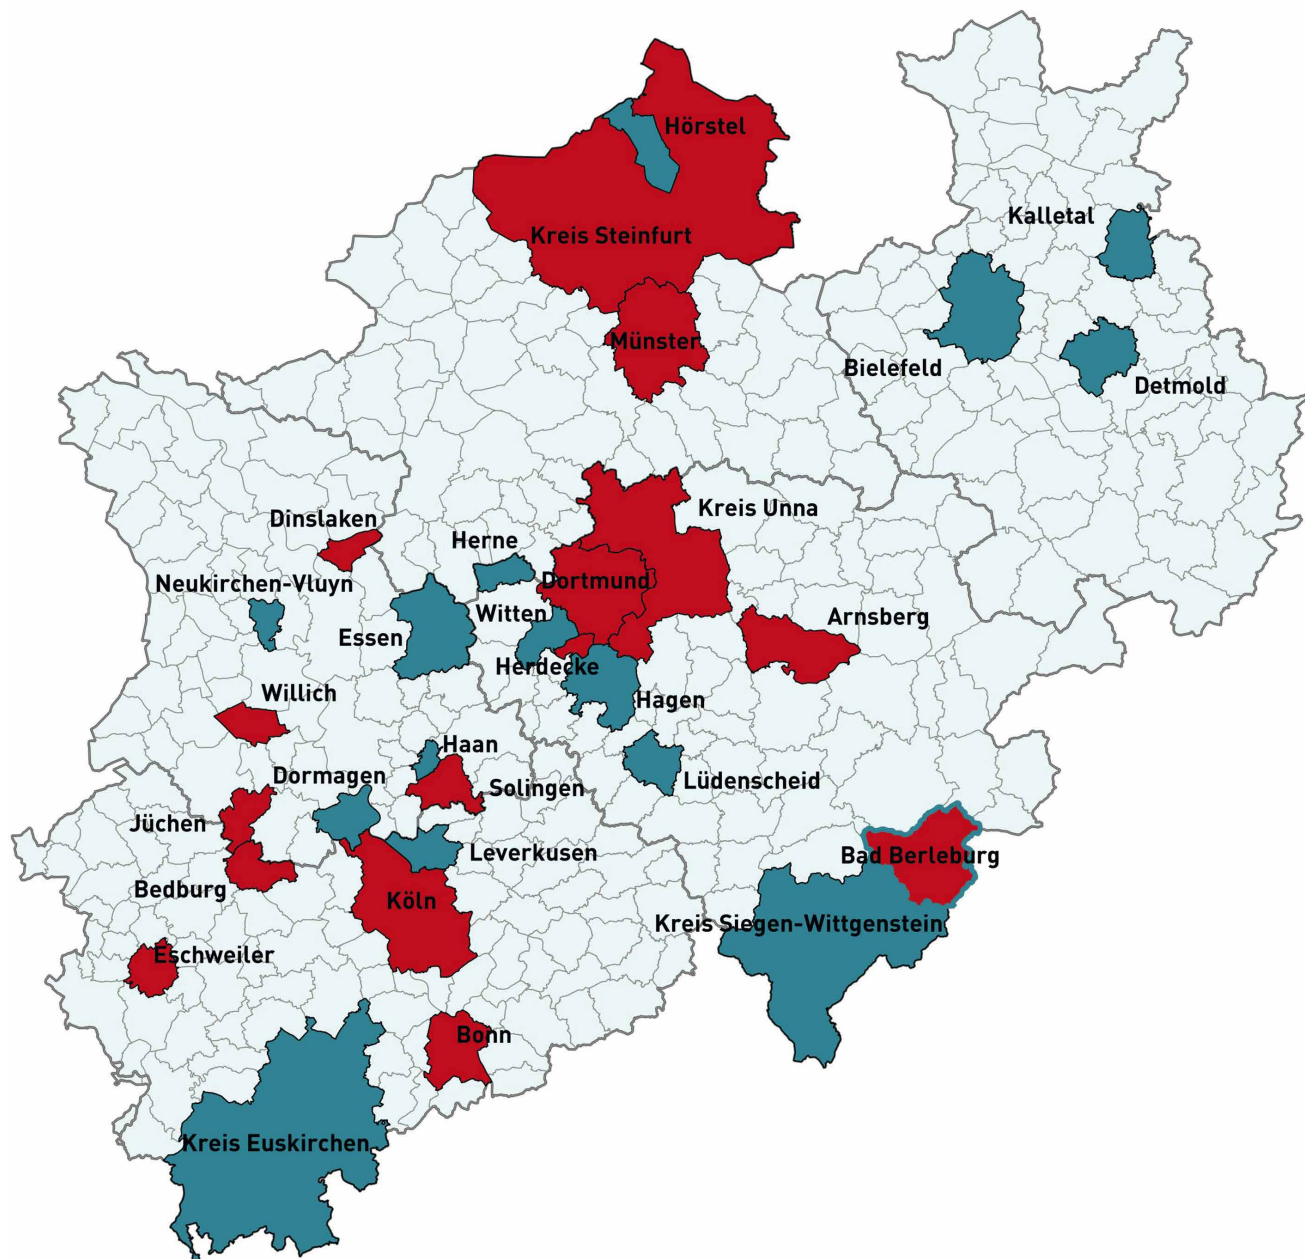 Hörstel
Kalletal
Kreis Steinfurt
Münster
Bielefeld
Detmold
Kreis Unna
Dinslaken
Herne
Neukirchen-Vluyn
Dortmund
Witten
Arnsberg
Essen
Herdecke
Willich
Hagen
Haan
Dormagen
Lüdenscheid
Solingen
Jüchen
Leverkusen
Bad Berleburg
Bedburg
Köln
Kreis Siegen-Wittgenstein
Eschweiler
Bonn
Kreis Euskirchen